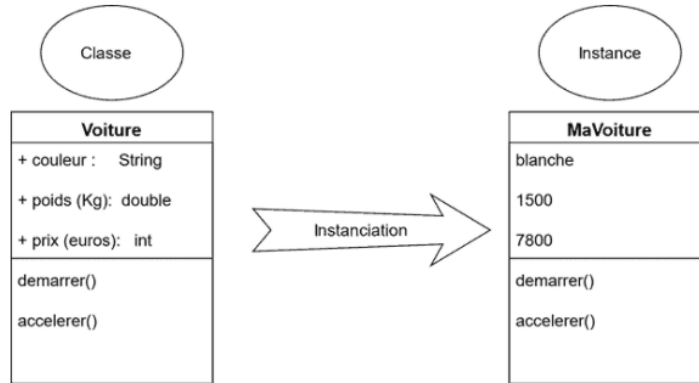 Classe
Voiture
+ couleur : String
+ poids (Kg): double
+ prix (euros): int
demarrer()
accelerer()
Instanciation
Instance
MaVoiture
blanche
1500
7800
demarrer()
accelerer()